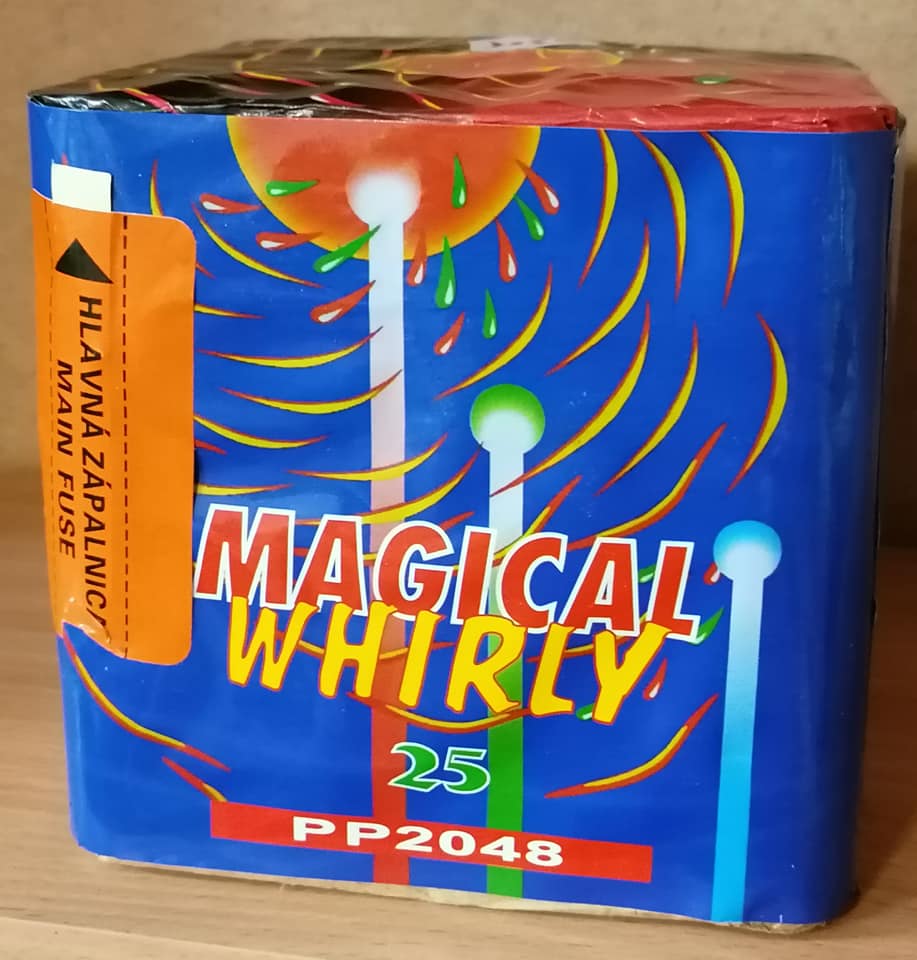 HLAVNÁ ZÁPALNICA
MAIN FUSE
MAGICAL
WHIRLY
25
PP2048